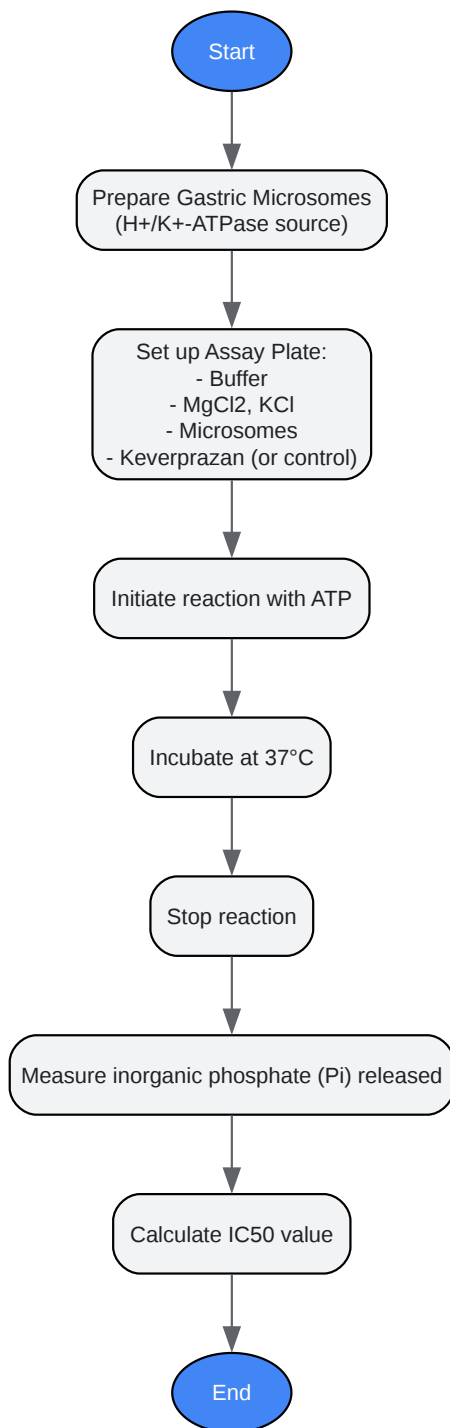 Start
Prepare Gastric Microsomes
(H+/K+-ATPase source)
Set up Assay Plate:
- Buffer
- MgCl2, KCl
- Microsomes
- Keverprazan (or control)
Initiate reaction with ATP
Incubate at 37°C
Stop reaction
Measure inorganic phosphate (Pi) released
Calculate IC50 value
End